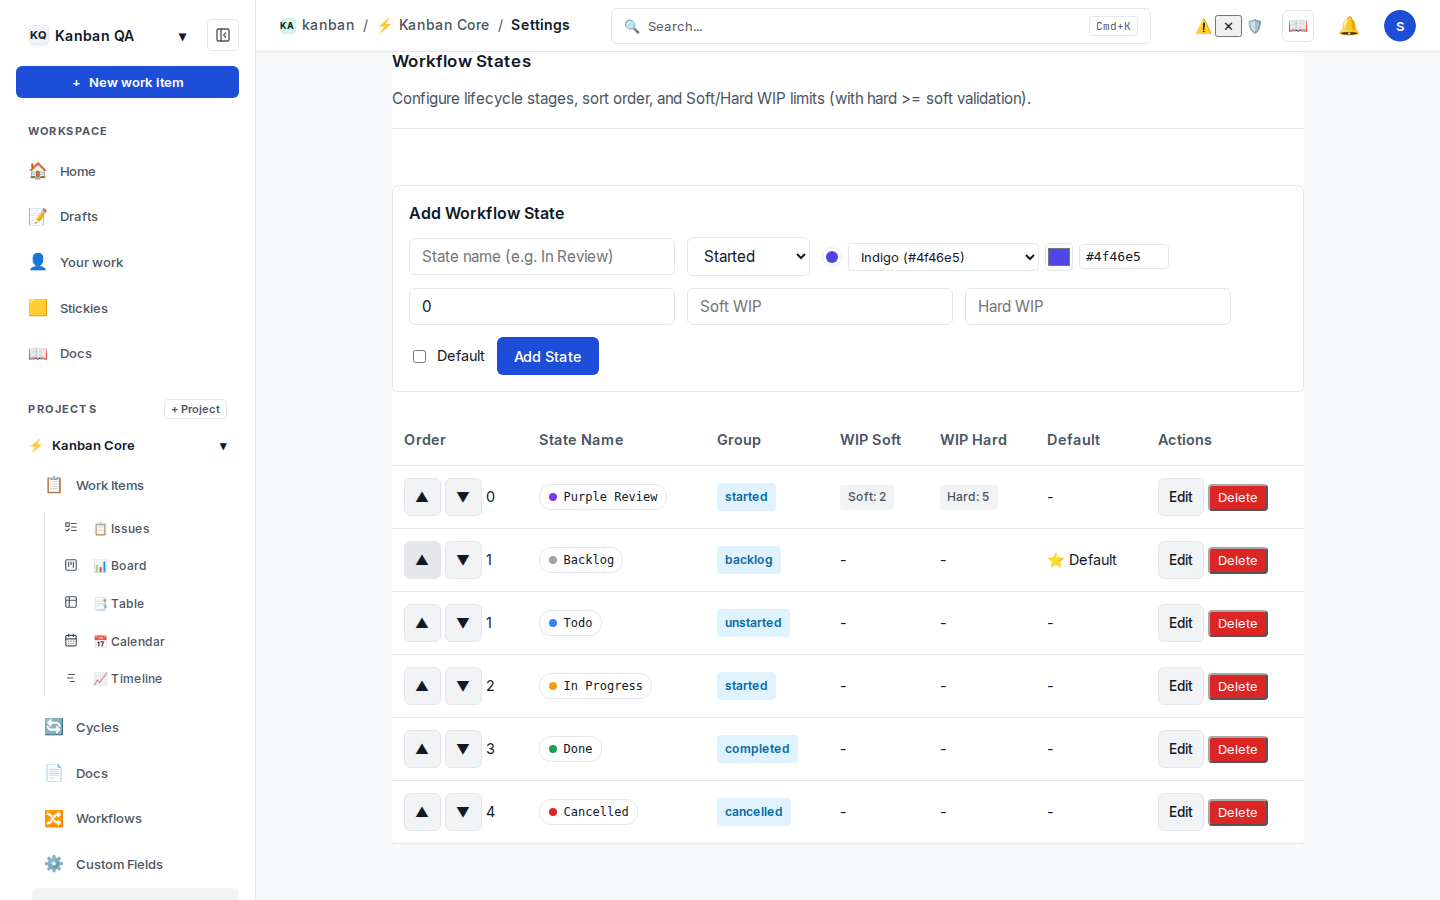 KQ Kanban QA ▼
+ New work item
WORKSPACE
Home
Drafts
Your work
Stickies
Docs
PROJECTS + Project
Kanban Core ▼
Work Items
Issues
Board
Table
Calendar
Timeline
Cycles
Docs
Workflows
Custom Fields
KA kanban / ⚡ Kanban Core / Settings
Search... Cmd+K
✕
S
Workflow States
Configure lifecycle stages, sort order, and Soft/Hard WIP limits (with hard >= soft validation).
Add Workflow State
State name (e.g. In Review) Started Indigo (#4f46e5) #4f46e5
0 Soft WIP Hard WIP
Default Add State
Order State Name Group WIP Soft WIP Hard Default Actions
▲ ▼ 0 Purple Review started Soft: 2 Hard: 5 - Edit Delete
▲ ▼ 1 Backlog backlog - - ⭐ Default Edit Delete
▲ ▼ 1 Todo unstarted - - - Edit Delete
▲ ▼ 2 In Progress started - - - Edit Delete
▲ ▼ 3 Done completed - - - Edit Delete
▲ ▼ 4 Cancelled cancelled - - - Edit Delete